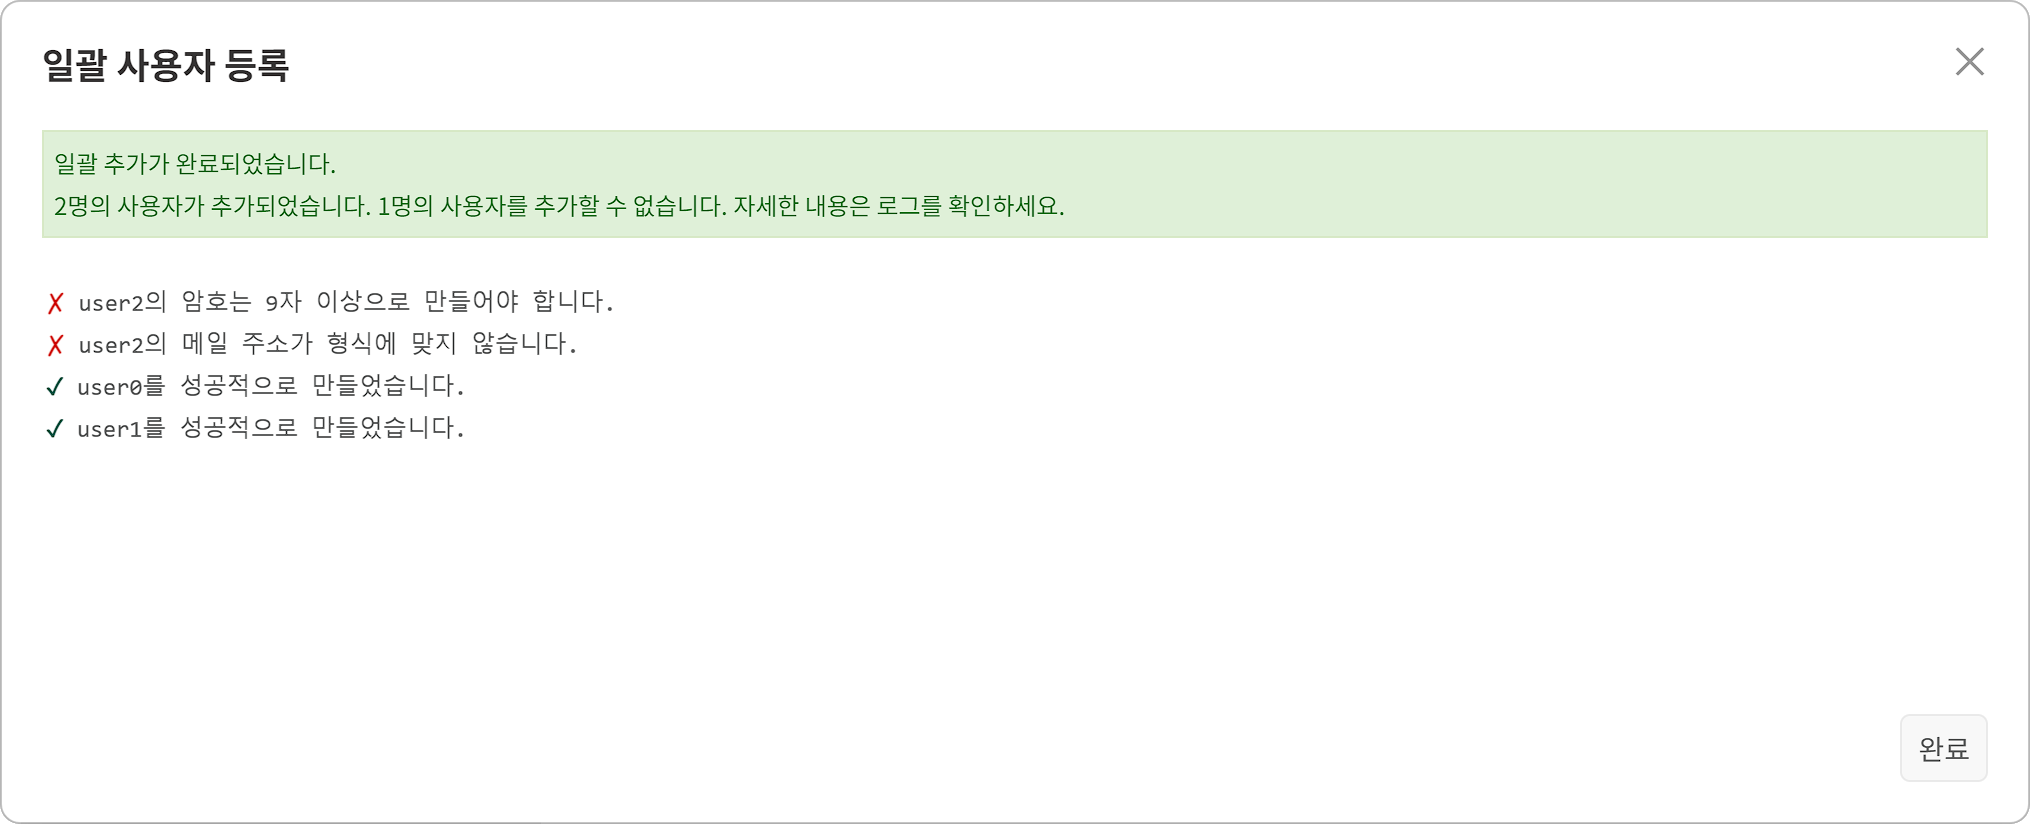 일괄 사용자 등록
일괄 추가가 완료되었습니다.
2명의 사용자가 추가되었습니다. 1명의 사용자를 추가할 수 없습니다. 자세한 내용은 로그를 확인하세요.
✗ user2의 암호는 9자 이상으로 만들어야 합니다.
✗ user2의 메일 주소가 형식에 맞지 않습니다.
✓ user0를 성공적으로 만들었습니다.
✓ user1를 성공적으로 만들었습니다.
완료